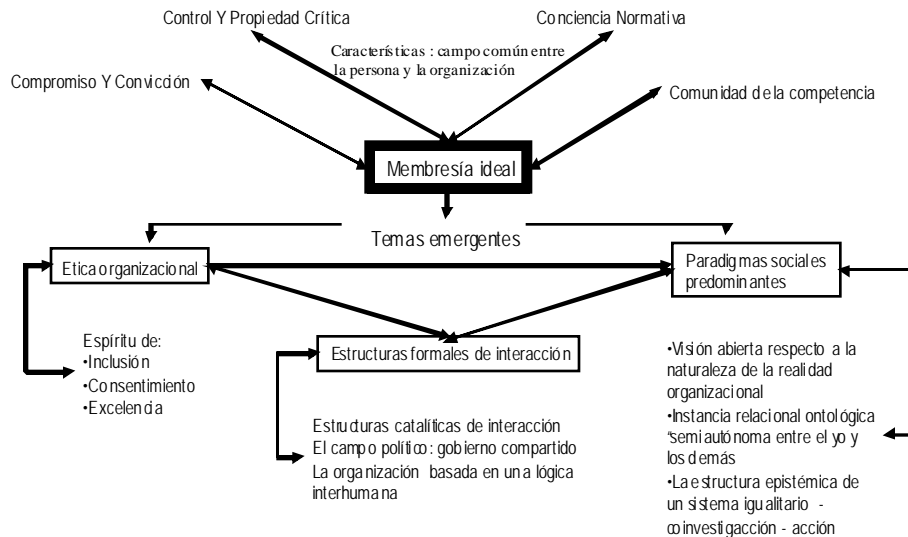 Control Y Propiedad Crítica
Conciencia Normativa
Características : campo común entre
la persona y la organización
Compromiso Y Convicción
Comunidad de la competencia
Membresía ideal
Temas emergentes
Etica organizacional
Paradigmas sociales
predominantes
Estructuras formales de interacción
Espíritu de:
•Inclusión
•Consentimiento
•Excelencia
Estructuras catalíticas de interacción
El campo político: gobierno compartido
La organización basada en una lógica
interhumana
•Visión abierta respecto a la
naturaleza de la realidad
organizacional
•Instancia relacional ontológica
“semiautónoma entre el yo y
los demás
•La estructura epistémica de
un sistema igualitario -
coinvestigacción - acción